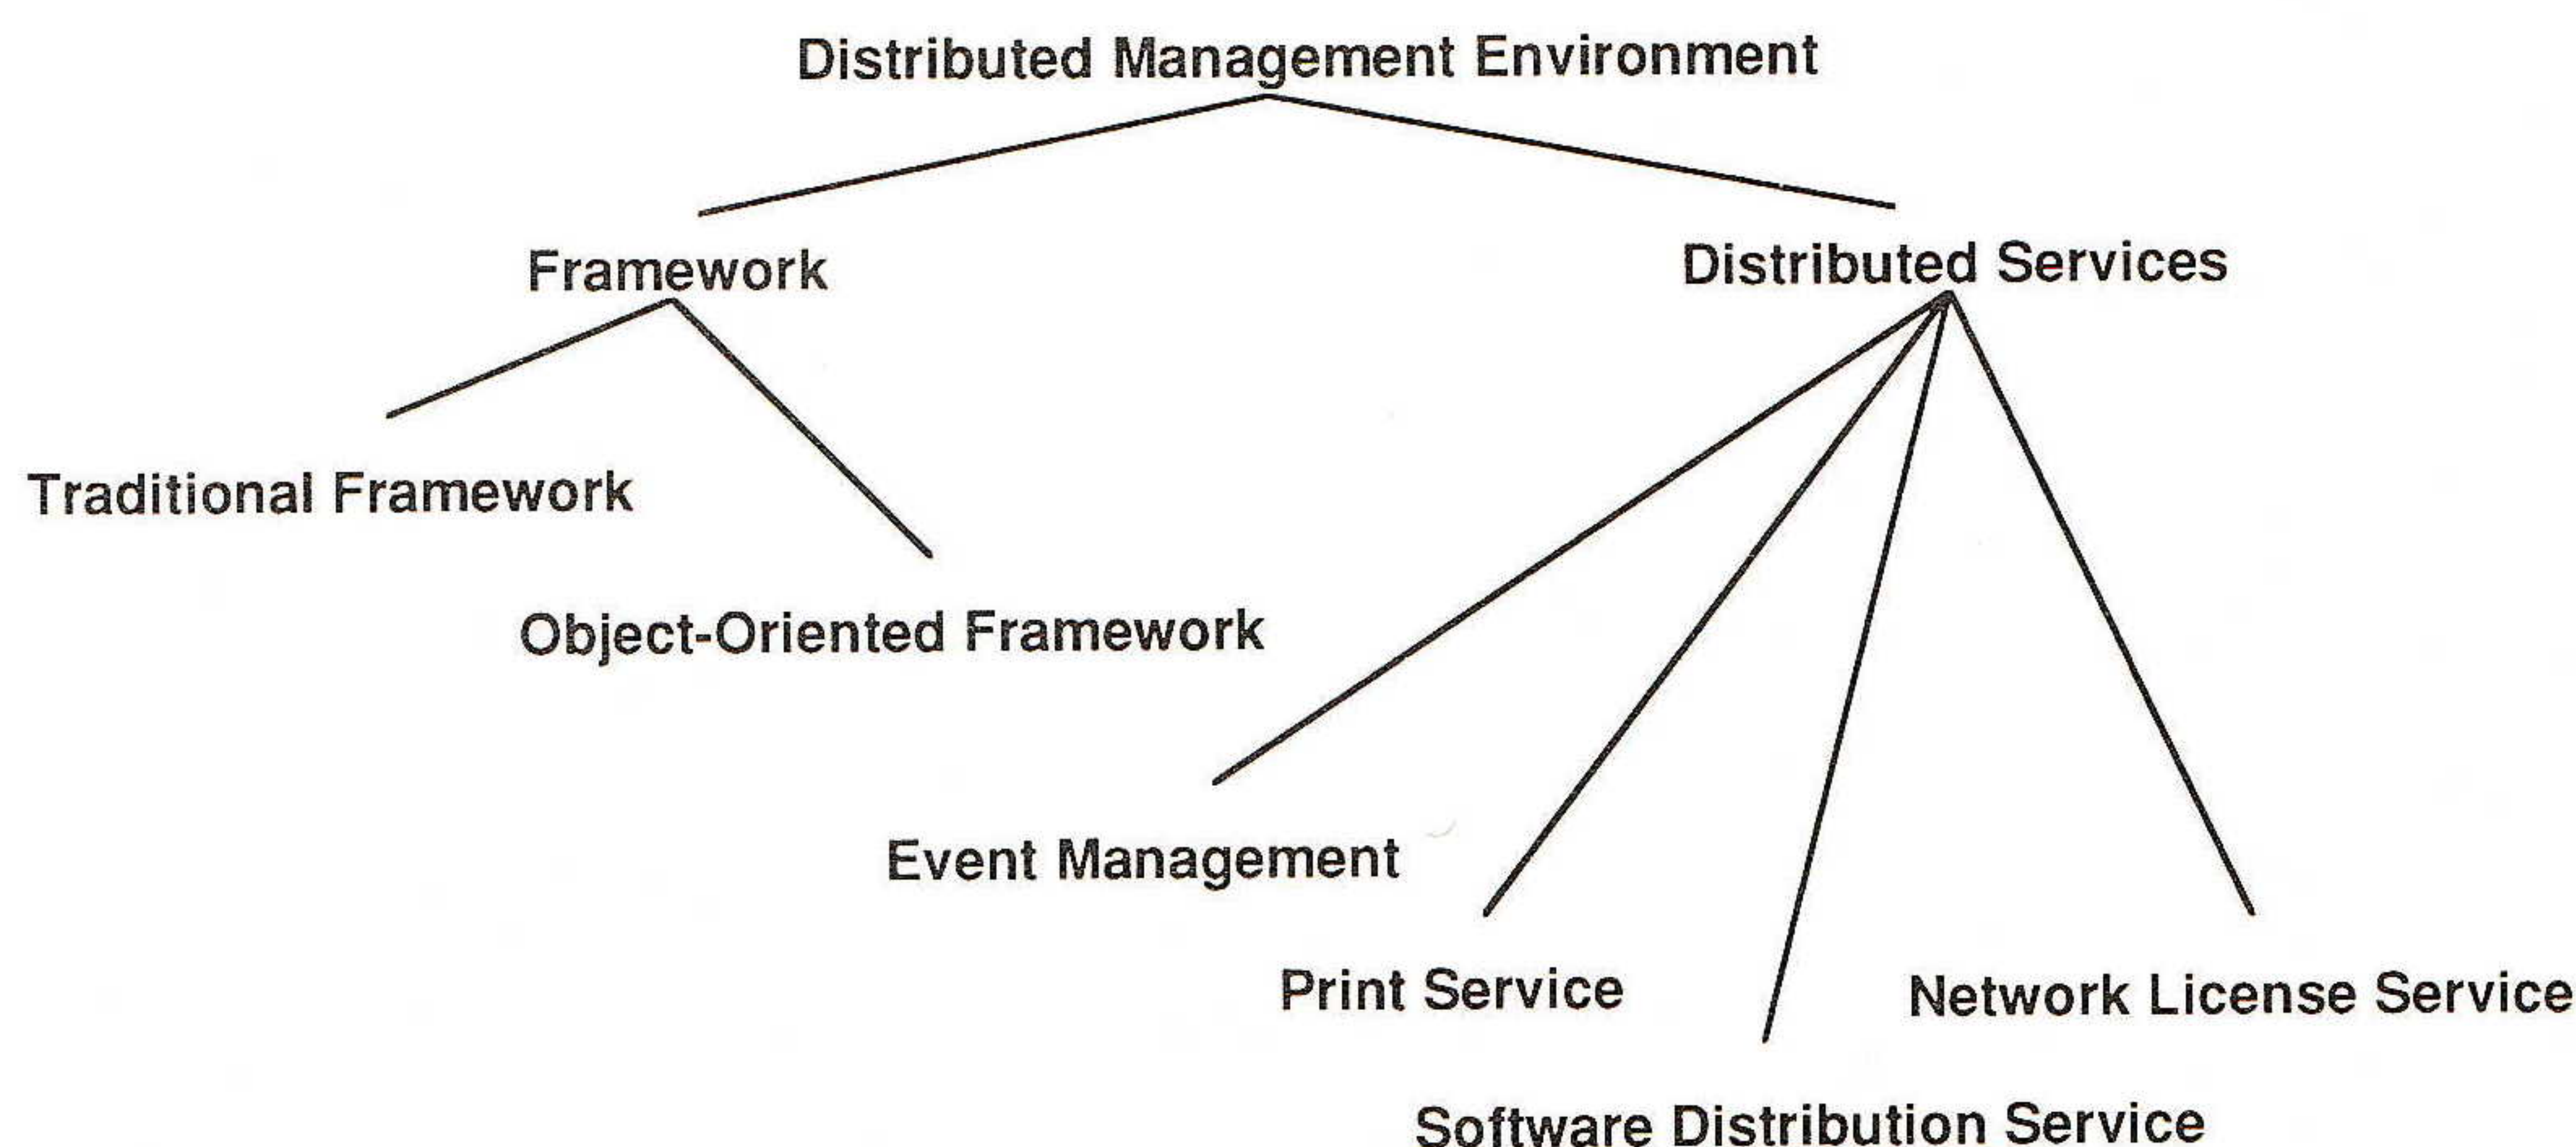 Distributed Management Environment
Framework
Distributed Services
Traditional Framework
Object-Oriented Framework
Event Management
Print Service
Network License Service
Software Distribution Service